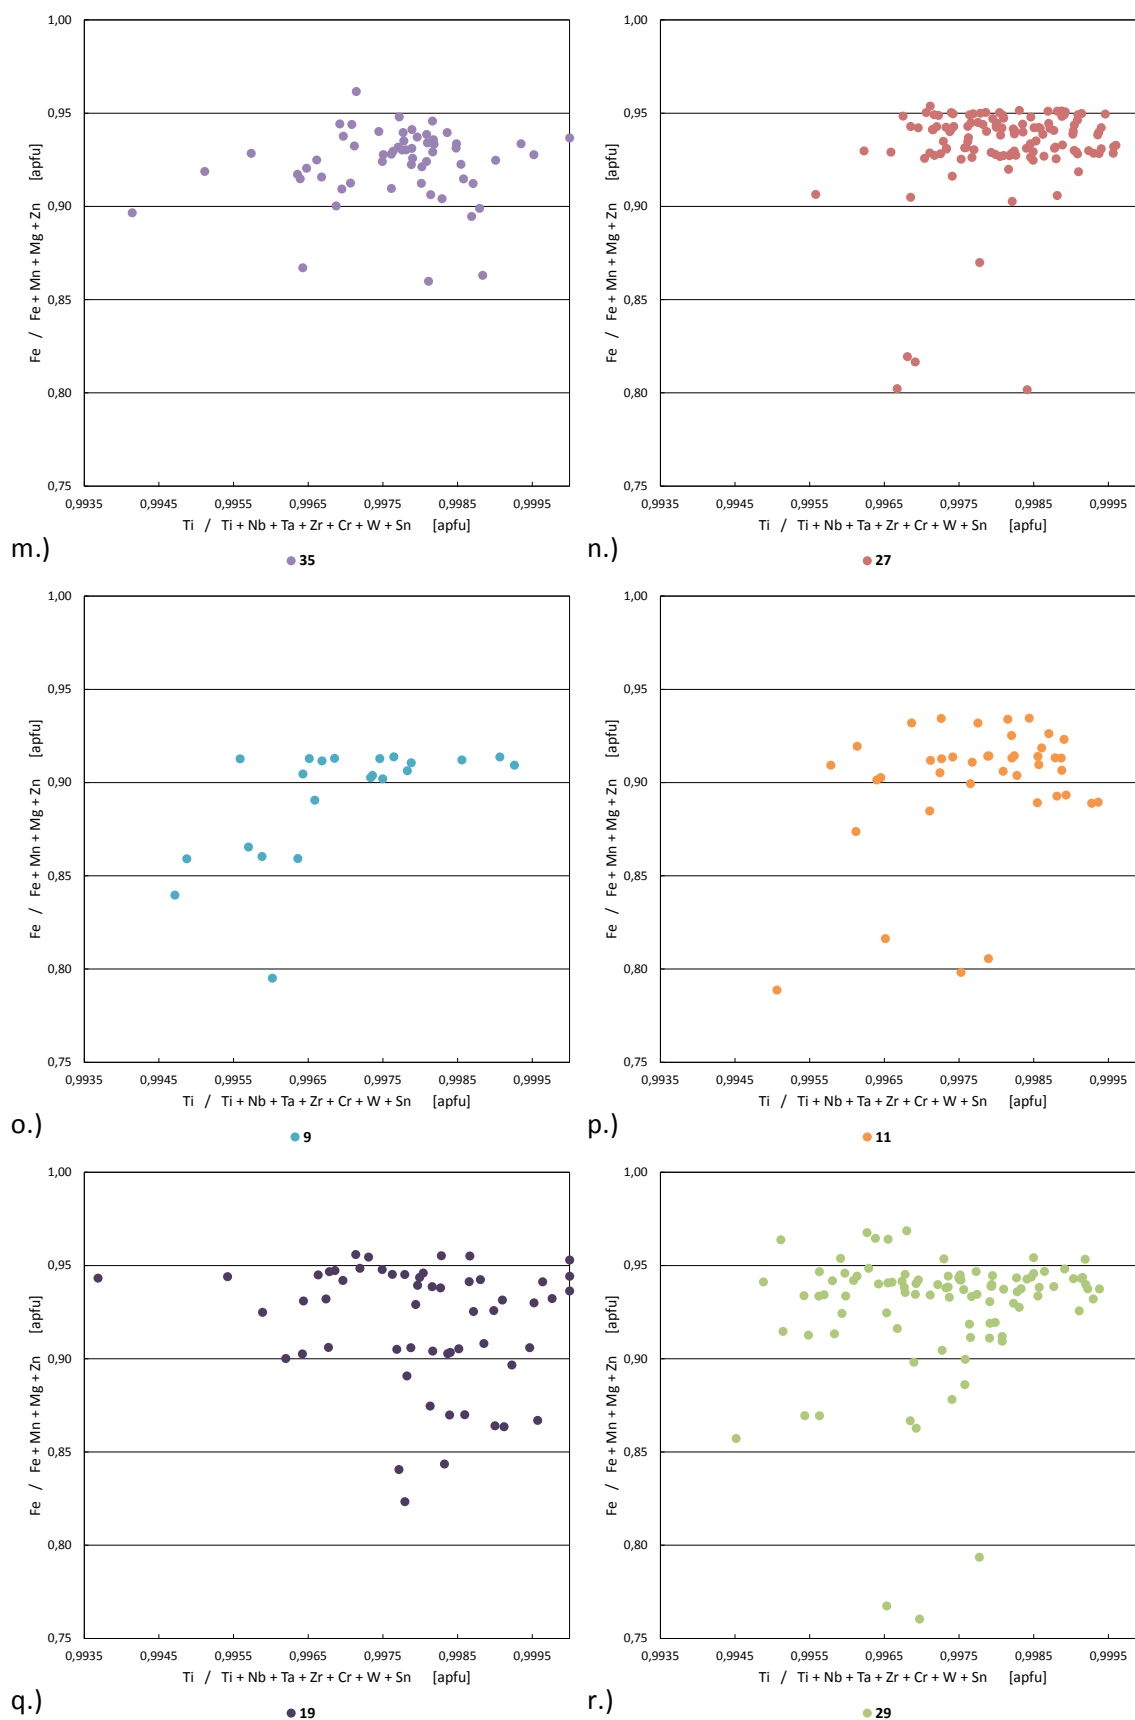 1,00
0,95
0,90
0,85
0,80
0,75
Fe / Fe + Mn + Mg + Zn [apfu]
0,9935 0,9945 0,9955 0,9965 0,9975 0,9985 0,9995
Ti / Ti + Nb + Ta + Zr + Cr + W + Sn [apfu]
m.)
35
1,00
0,95
0,90
0,85
0,80
0,75
Fe / Fe + Mn + Mg + Zn [apfu]
0,9935 0,9945 0,9955 0,9965 0,9975 0,9985 0,9995
Ti / Ti + Nb + Ta + Zr + Cr + W + Sn [apfu]
n.)
27
1,00
0,95
0,90
0,85
0,80
0,75
Fe / Fe + Mn + Mg + Zn [apfu]
0,9935 0,9945 0,9955 0,9965 0,9975 0,9985 0,9995
Ti / Ti + Nb + Ta + Zr + Cr + W + Sn [apfu]
o.)
9
1,00
0,95
0,90
0,85
0,80
0,75
Fe / Fe + Mn + Mg + Zn [apfu]
0,9935 0,9945 0,9955 0,9965 0,9975 0,9985 0,9995
Ti / Ti + Nb + Ta + Zr + Cr + W + Sn [apfu]
p.)
11
1,00
0,95
0,90
0,85
0,80
0,75
Fe / Fe + Mn + Mg + Zn [apfu]
0,9935 0,9945 0,9955 0,9965 0,9975 0,9985 0,9995
Ti / Ti + Nb + Ta + Zr + Cr + W + Sn [apfu]
q.)
19
1,00
0,95
0,90
0,85
0,80
0,75
Fe / Fe + Mn + Mg + Zn [apfu]
0,9935 0,9945 0,9955 0,9965 0,9975 0,9985 0,9995
Ti / Ti + Nb + Ta + Zr + Cr + W + Sn [apfu]
r.)
29